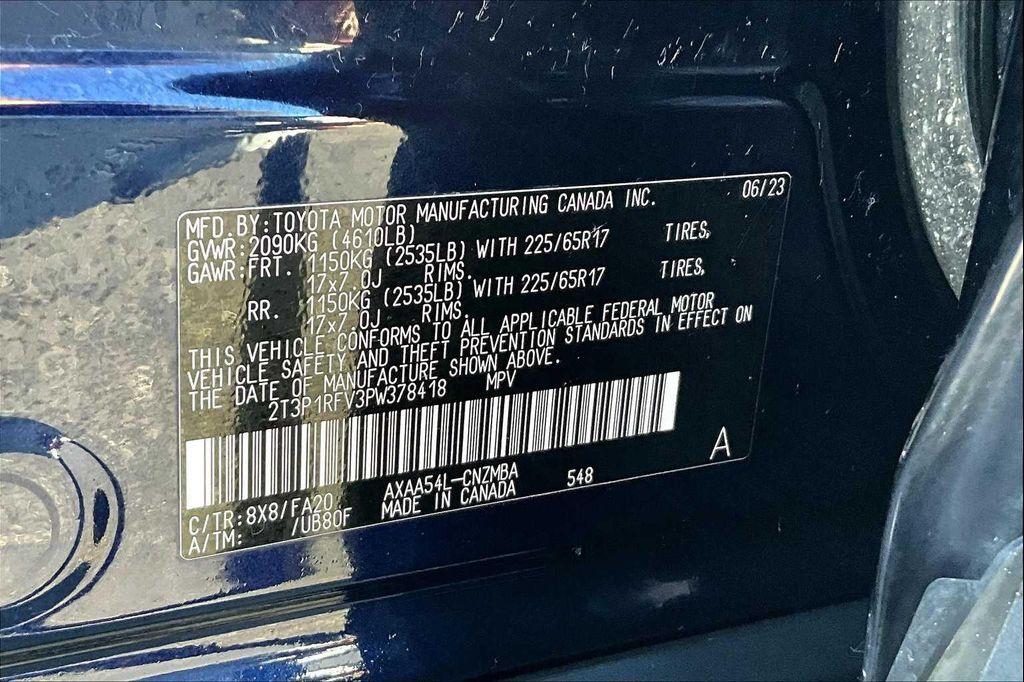 MFD.BY:TOYOTA MOTOR MANUFACTURING CANADA INC. 06/23
GVWR:2090KG (4610LB)
GAWR:FRT. 1150KG (2535LB) WITH 225/65R17 TIRES,
17x7.0J RIMS.
RR. 1150KG (2535LB) WITH 225/65R17 TIRES,
17x7.0J RIMS.
THIS VEHICLE CONFORMS TO ALL APPLICABLE FEDERAL MOTOR
VEHICLE SAFETY AND THEFT PREVENTION STANDARDS IN EFFECT ON
THE DATE OF MANUFACTURE SHOWN ABOVE.
2T3P1RFV3PW378418 MPV
A
C/TR:8X8/FA20 AXAA54L-CNZMBA 548
A/TM: /UB80F MADE IN CANADA